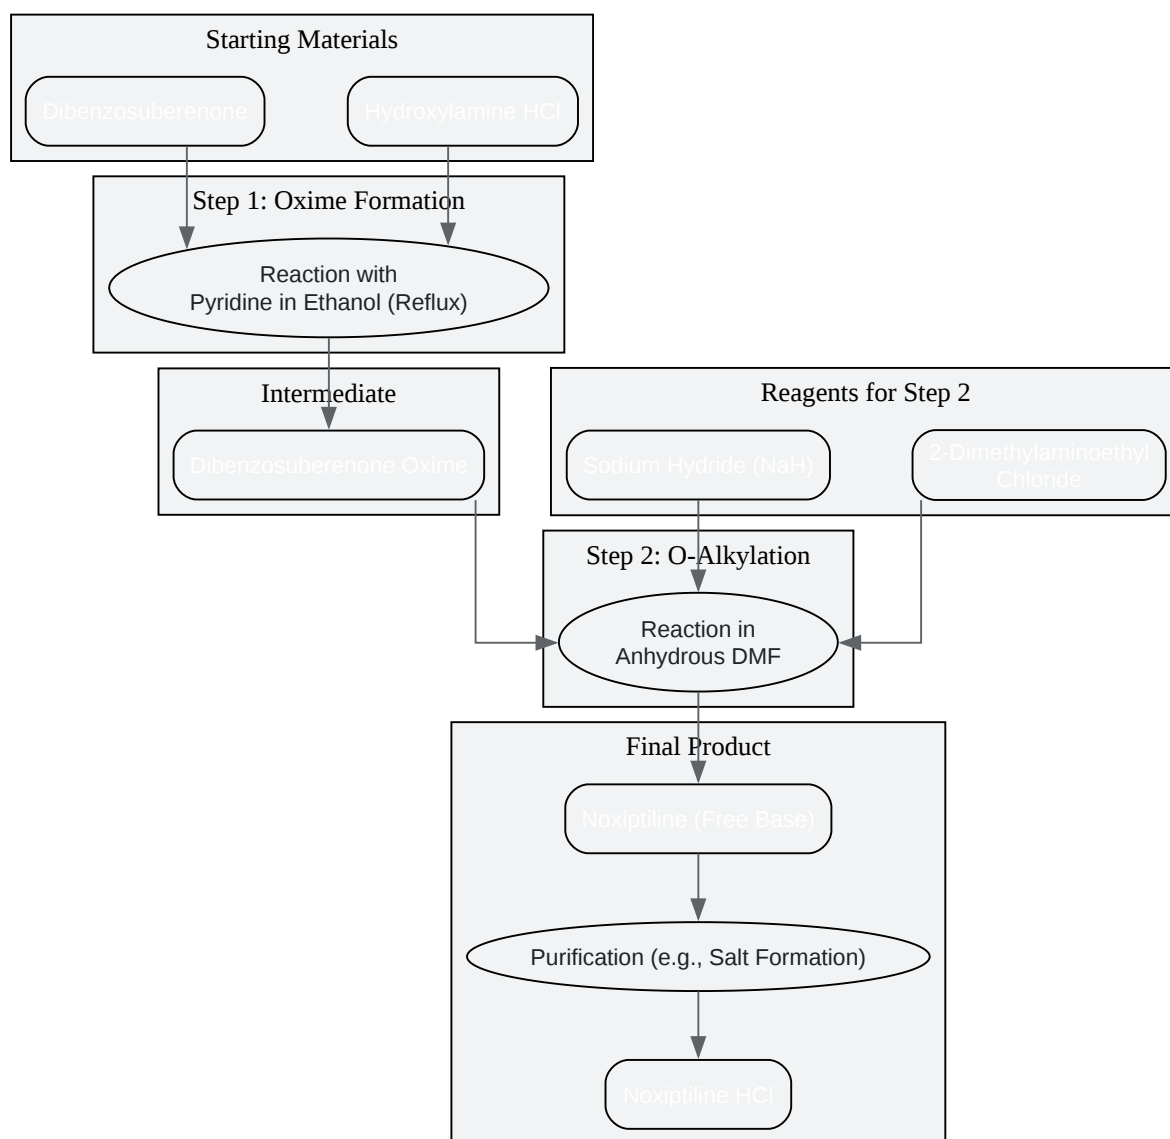 Starting Materials
Dibenzosuberenone
Hydroxylamine HCl
Step 1: Oxime Formation
Reaction with
Pyridine in Ethanol (Reflux)
Intermediate
Dibenzosuberenone Oxime
Reagents for Step 2
Sodium Hydride (NaH)
2-Dimethylaminoethyl
Chloride
Step 2: O-Alkylation
Reaction in
Anhydrous DMF
Final Product
Noxiptiline (Free Base)
Purification (e.g., Salt Formation)
Noxiptiline HCl